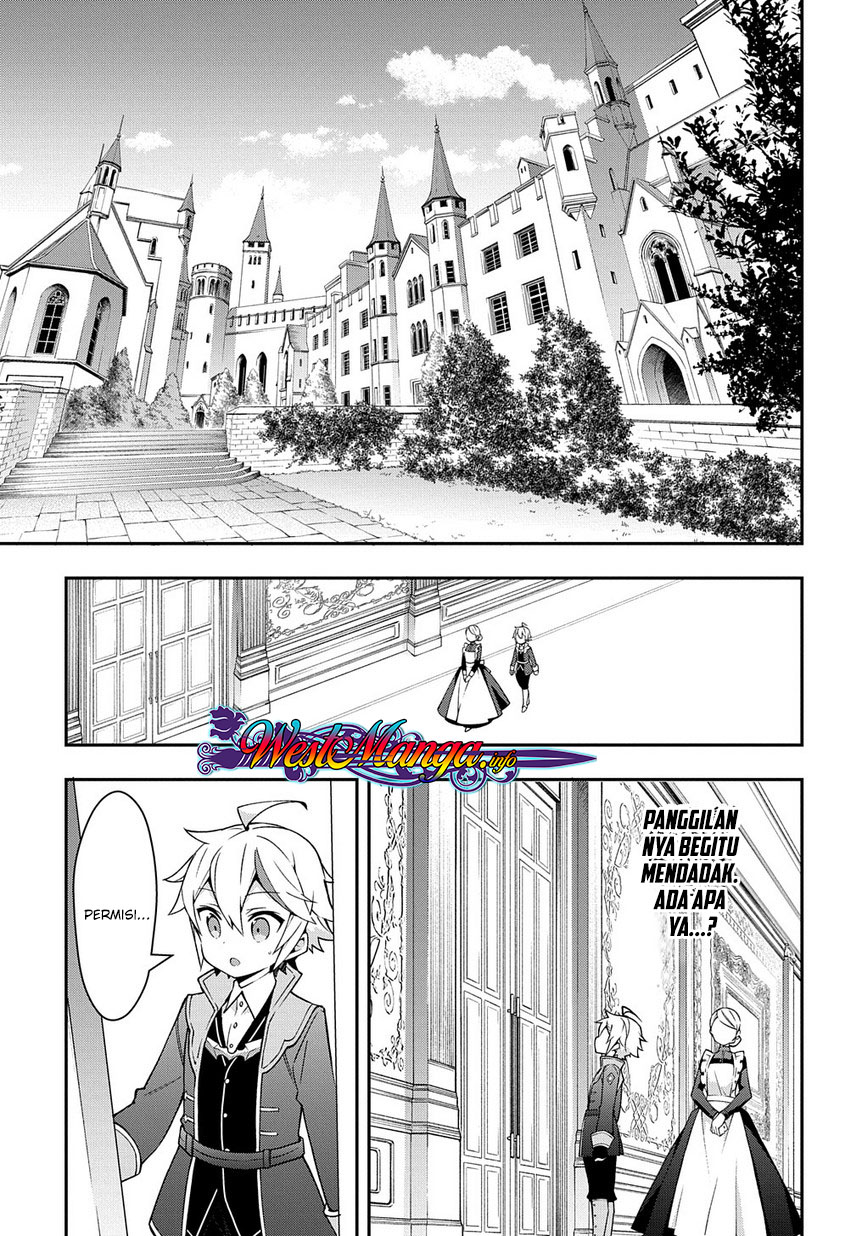 WestManga.info
PANGGILAN
NYA BEGITU
MENDADAK.
ADA APA
YA...?
PERMISI...